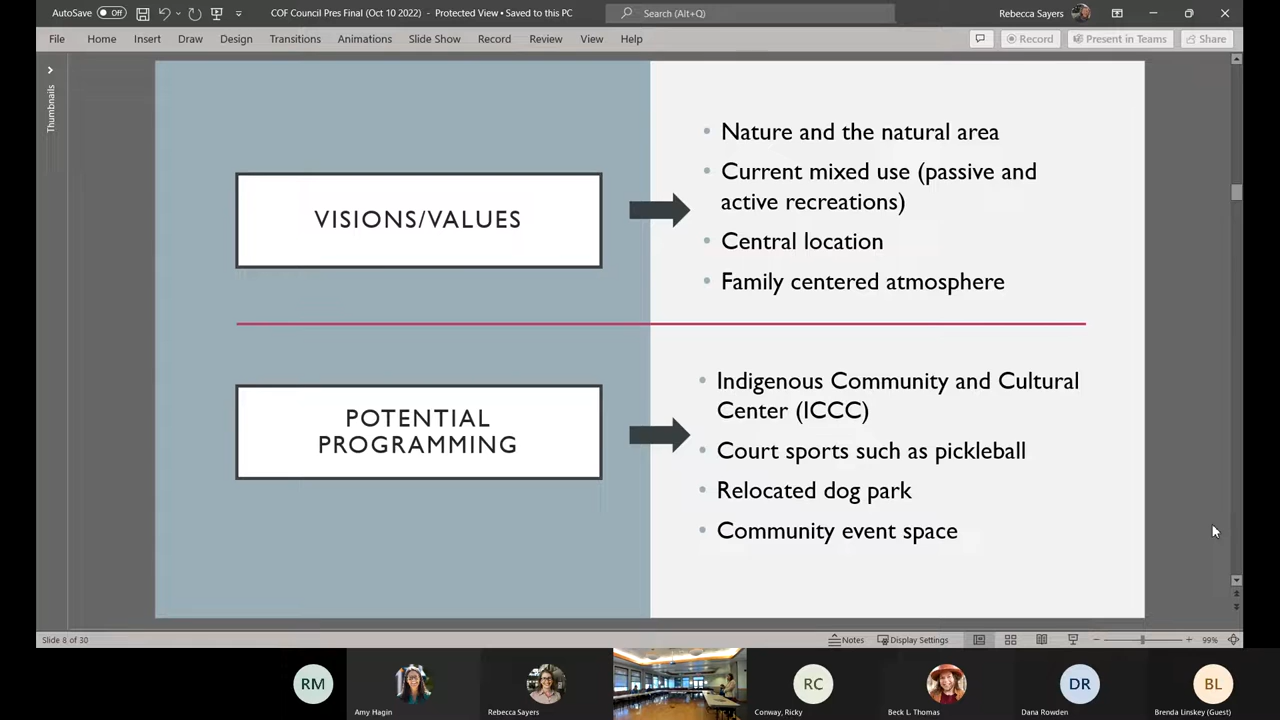 AutoSave Off COF Council Pres Final (Oct 10 2022) - Protected View • Saved to this PC Search (Alt+Q) Rebecca Sayers
File Home Insert Draw Design Transitions Animations Slide Show Record Review View Help Record Present in Teams Share
Thumbnails
VISIONS/VALUES
• Nature and the natural area
• Current mixed use (passive and
active recreations)
• Central location
• Family centered atmosphere
POTENTIAL
PROGRAMMING
• Indigenous Community and Cultural
Center (ICCC)
• Court sports such as pickleball
• Relocated dog park
• Community event space
Slide 8 of 30 Notes Display Settings 99%
RM RC DR BL
Amy Hagin Rebecca Sayers Conway, Ricky Beck L. Thomas Dana Rowden Brenda Linskey (Guest)